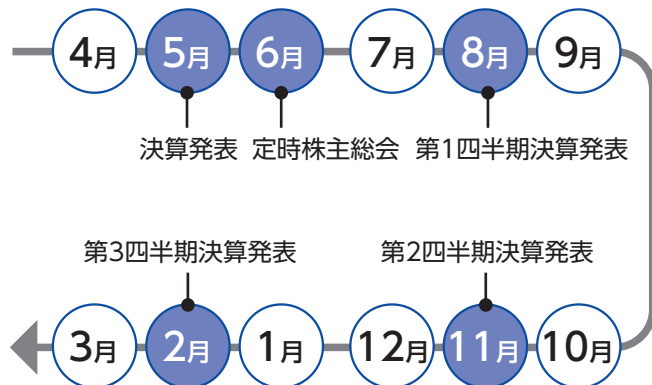 4月 5月 6月 7月 8月 9月
決算発表 定時株主総会 第1四半期決算発表
第3四半期決算発表 第2四半期決算発表
3月 2月 1月 12月 11月 10月